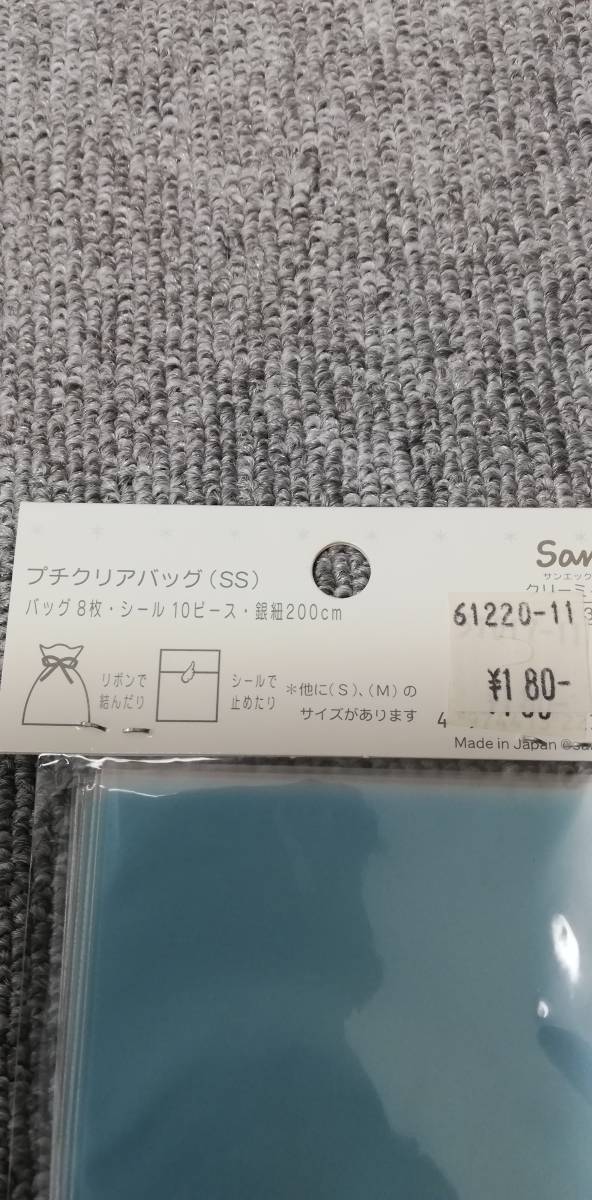 プチクリアバッグ(SS)
バッグ8枚・シール10ピース・銀紐200cm
リボンで
結んだり
シールで
止めたり
＊他に(S)、(M)の
サイズがあります
San
サンエック
クリーミィ
61220-11
¥180-
4
Made in Japan